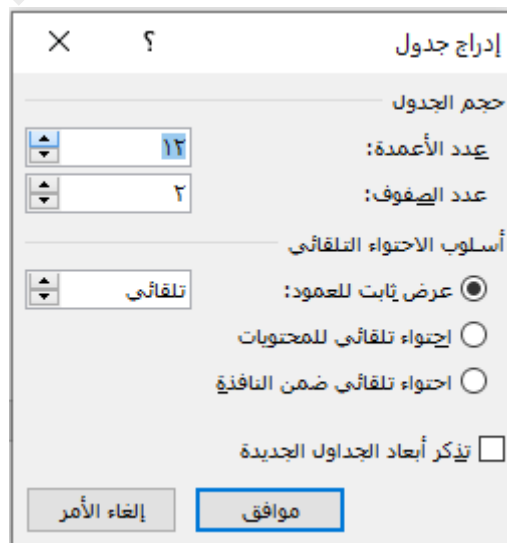 إدراج جدول ؟
حجم الجدول
عدد الأعمدة: ١٢
عدد الصفوف: ٢
أسلوب الاحتواء التلقائي
عرض ثابت للعمود: تلقائي
احتواء تلقائي للمحتويات
احتواء تلقائي ضمن النافذة
تذكر أبعاد الجداول الجديدة
موافق إلغاء الأمر